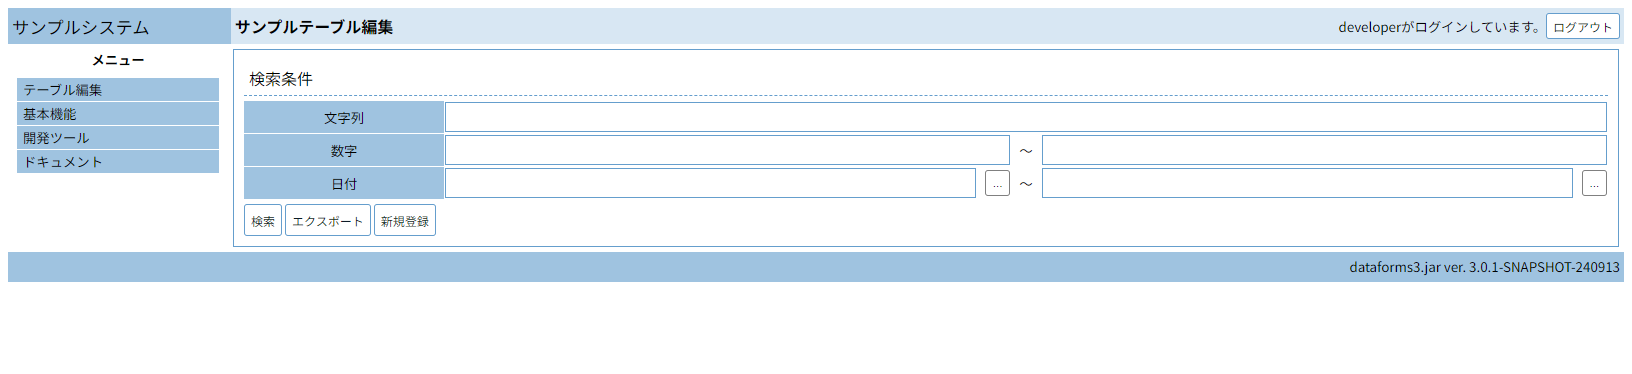 サンプルシステム
サンプルテーブル編集
developerがログインしています。
ログアウト
メニュー
テーブル編集
基本機能
開発ツール
ドキュメント
検索条件
文字列
数字 ～
日付 ... ～ ...
検索 エクスポート 新規登録
dataforms3.jar ver. 3.0.1-SNAPSHOT-240913